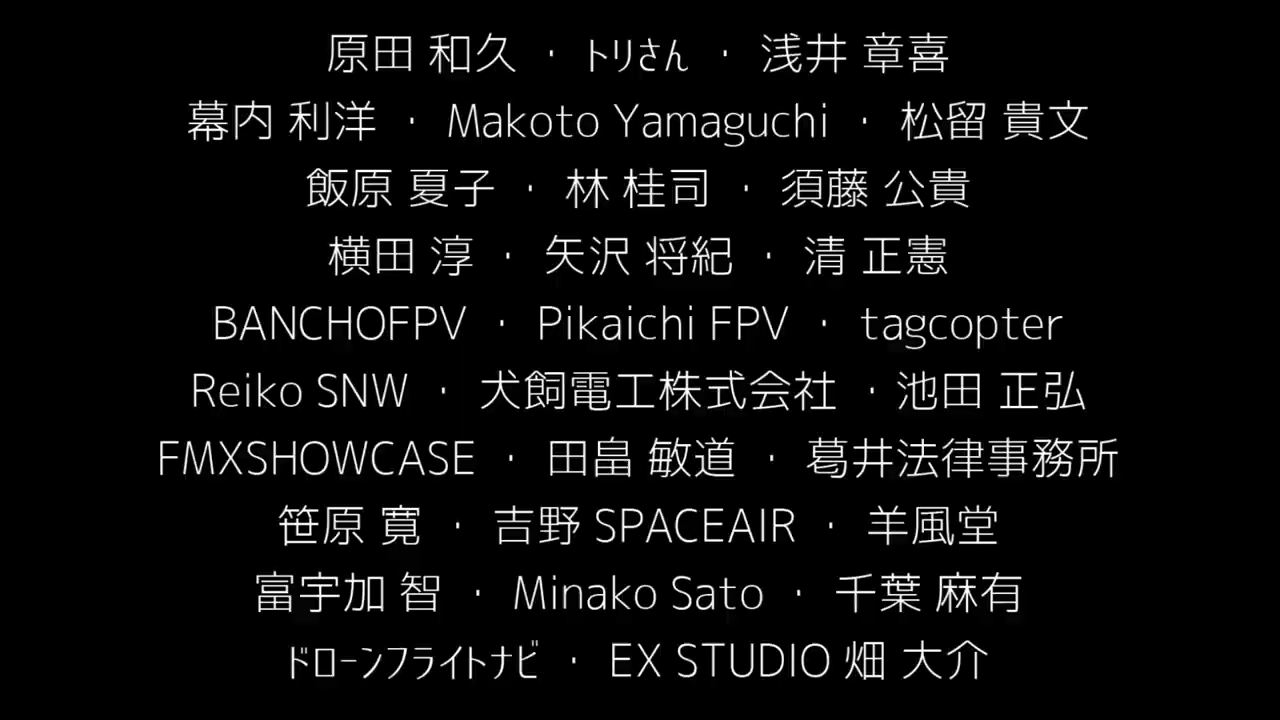 原田 和久 · ﾄﾘさん · 浅井 章喜
幕内 利洋 · Makoto Yamaguchi · 松留 貴文
飯原 夏子 · 林 桂司 · 須藤 公貴
横田 淳 · 矢沢 将紀 · 清 正憲
BANCHOFPV · Pikaichi FPV · tagcopter
Reiko SNW · 犬飼電工株式会社 · 池田 正弘
FMXSHOWCASE · 田畠 敏道 · 葛井法律事務所
笹原 寛 · 吉野 SPACEAIR · 羊風堂
富宇加 智 · Minako Sato · 千葉 麻有
ﾄﾞﾛｰﾝﾌﾗｲﾄﾅﾋﾞ · EX STUDIO 畑 大介